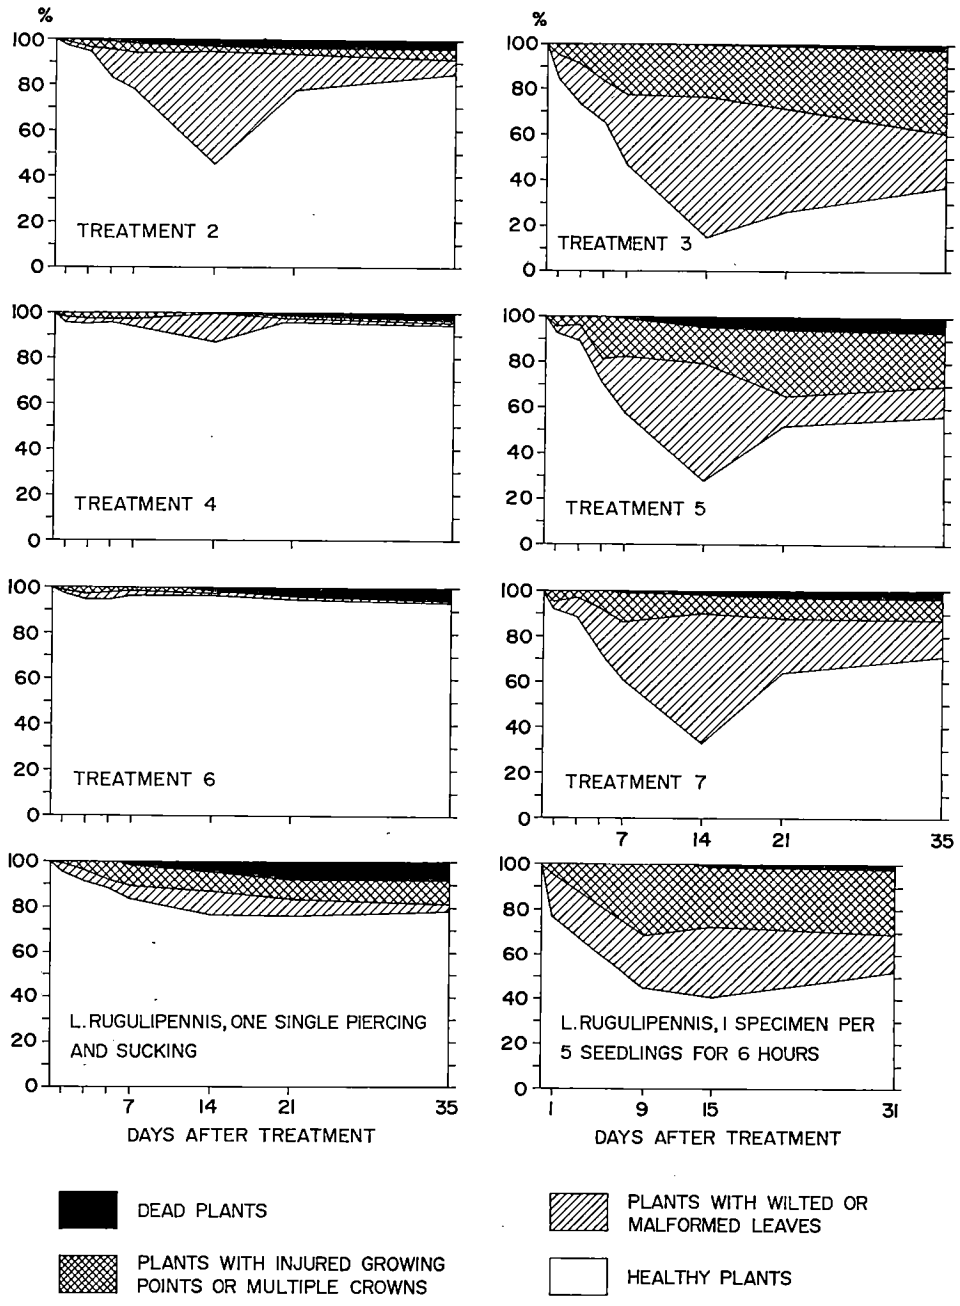 %
100
80
60
40
20
0
TREATMENT 2
%
100
80
60
40
20
0
TREATMENT 3
100
80
60
40
20
0
TREATMENT 4
100
80
60
40
20
0
TREATMENT 5
100
80
60
40
20
0
TREATMENT 6
100
80
60
40
20
0
TREATMENT 7
7 14 21 35
100
80
60
40
20
0
L. RUGULIPENNIS, ONE SINGLE PIERCING
AND SUCKING
7 14 21 35
DAYS AFTER TREATMENT
100
80
60
40
20
0
L. RUGULIPENNIS, 1 SPECIMEN PER
5 SEEDLINGS FOR 6 HOURS
1 9 15 31
DAYS AFTER TREATMENT
DEAD PLANTS
PLANTS WITH INJURED GROWING
POINTS OR MULTIPLE CROWNS
PLANTS WITH WILTED OR
MALFORMED LEAVES
HEALTHY PLANTS